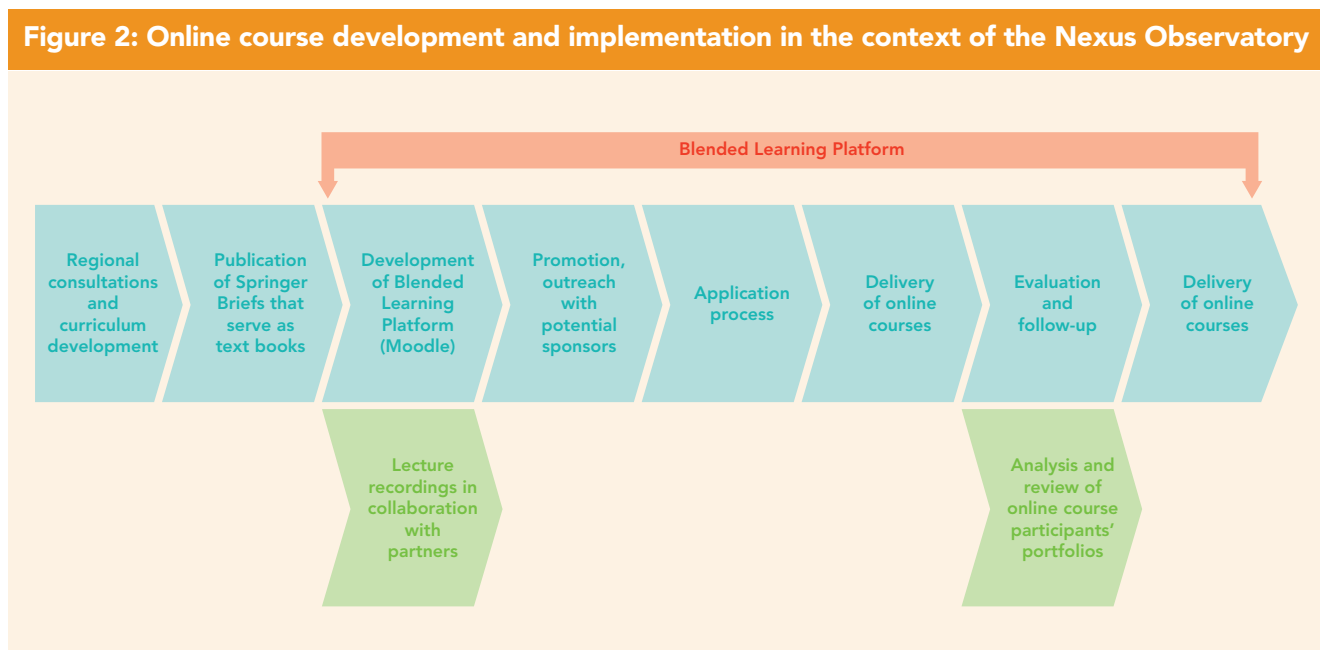 Figure 2: Online course development and implementation in the context of the Nexus Observatory
Blended Learning Platform
Regional
consultations
and
curriculum
development
Publication
of Springer
Briefs that
serve as
text books
Development
of Blended
Learning
Platform
(Moodle)
Promotion,
outreach
with
potential
sponsors
Application
process
Delivery
of online
courses
Evaluation
and
follow-up
Delivery
of online
courses
Lecture
recordings in
collaboration
with
partners
Analysis and
review of
online course
participants’
portfolios